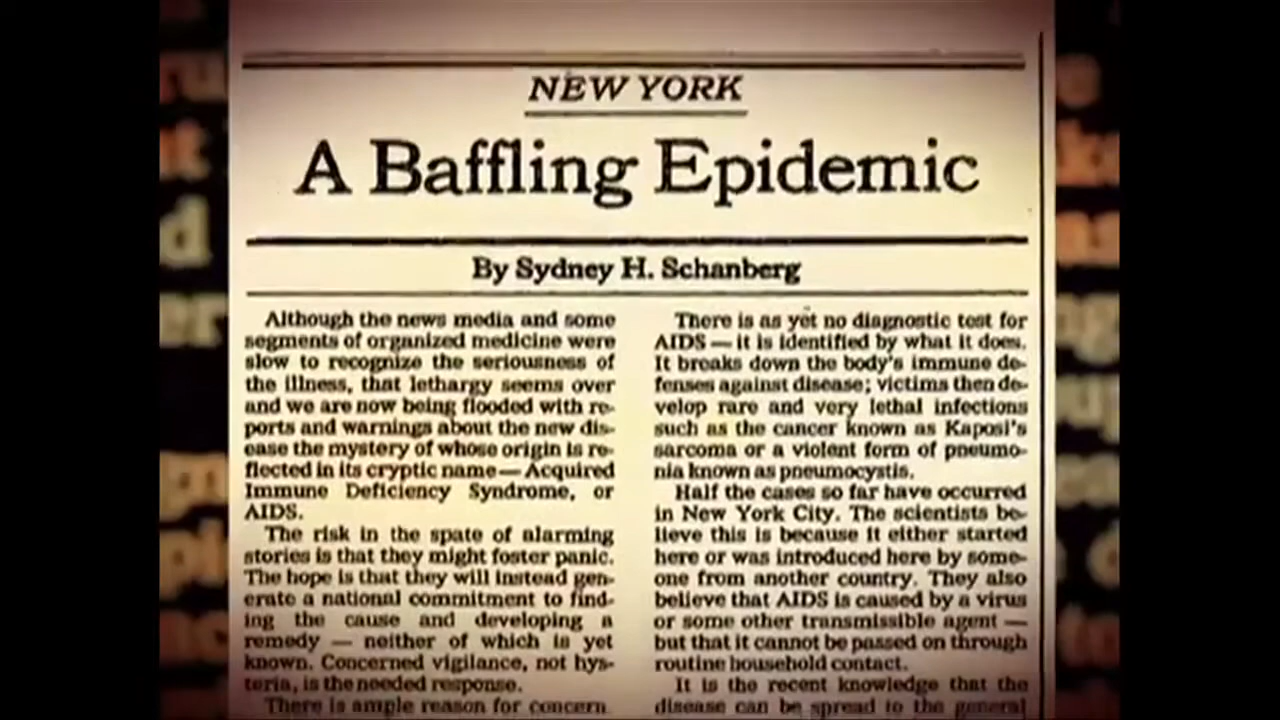 NEW YORK
A Baffling Epidemic
By Sydney H. Schanberg
Although the news media and some
segments of organized medicine were
slow to recognize the seriousness of
the illness, that lethargy seems over
and we are now being flooded with re-
ports and warnings about the new dis-
ease the mystery of whose origin is re-
flected in its cryptic name — Acquired
Immune Deficiency Syndrome, or
AIDS.
The risk in the spate of alarming
stories is that they might foster panic.
The hope is that they will instead gen-
erate a national commitment to find-
ing the cause and developing a
remedy — neither of which is yet
known. Concerned vigilance, not hys-
teria, is the needed response.
There is ample reason for concern.
There is as yet no diagnostic test for
AIDS — it is identified by what it does.
It breaks down the body's immune de-
fenses against disease; victims then de-
velop rare and very lethal infections
such as the cancer known as Kaposi's
sarcoma or a violent form of pneumo-
nia known as pneumocystis.
Half the cases so far have occurred
in New York City. The scientists be-
lieve this is because it either started
here or was introduced here by some-
one from another country. They also
believe that AIDS is caused by a virus
or some other transmissible agent —
but that it cannot be passed on through
routine household contact.
It is the recent knowledge that the
disease can be spread to the general